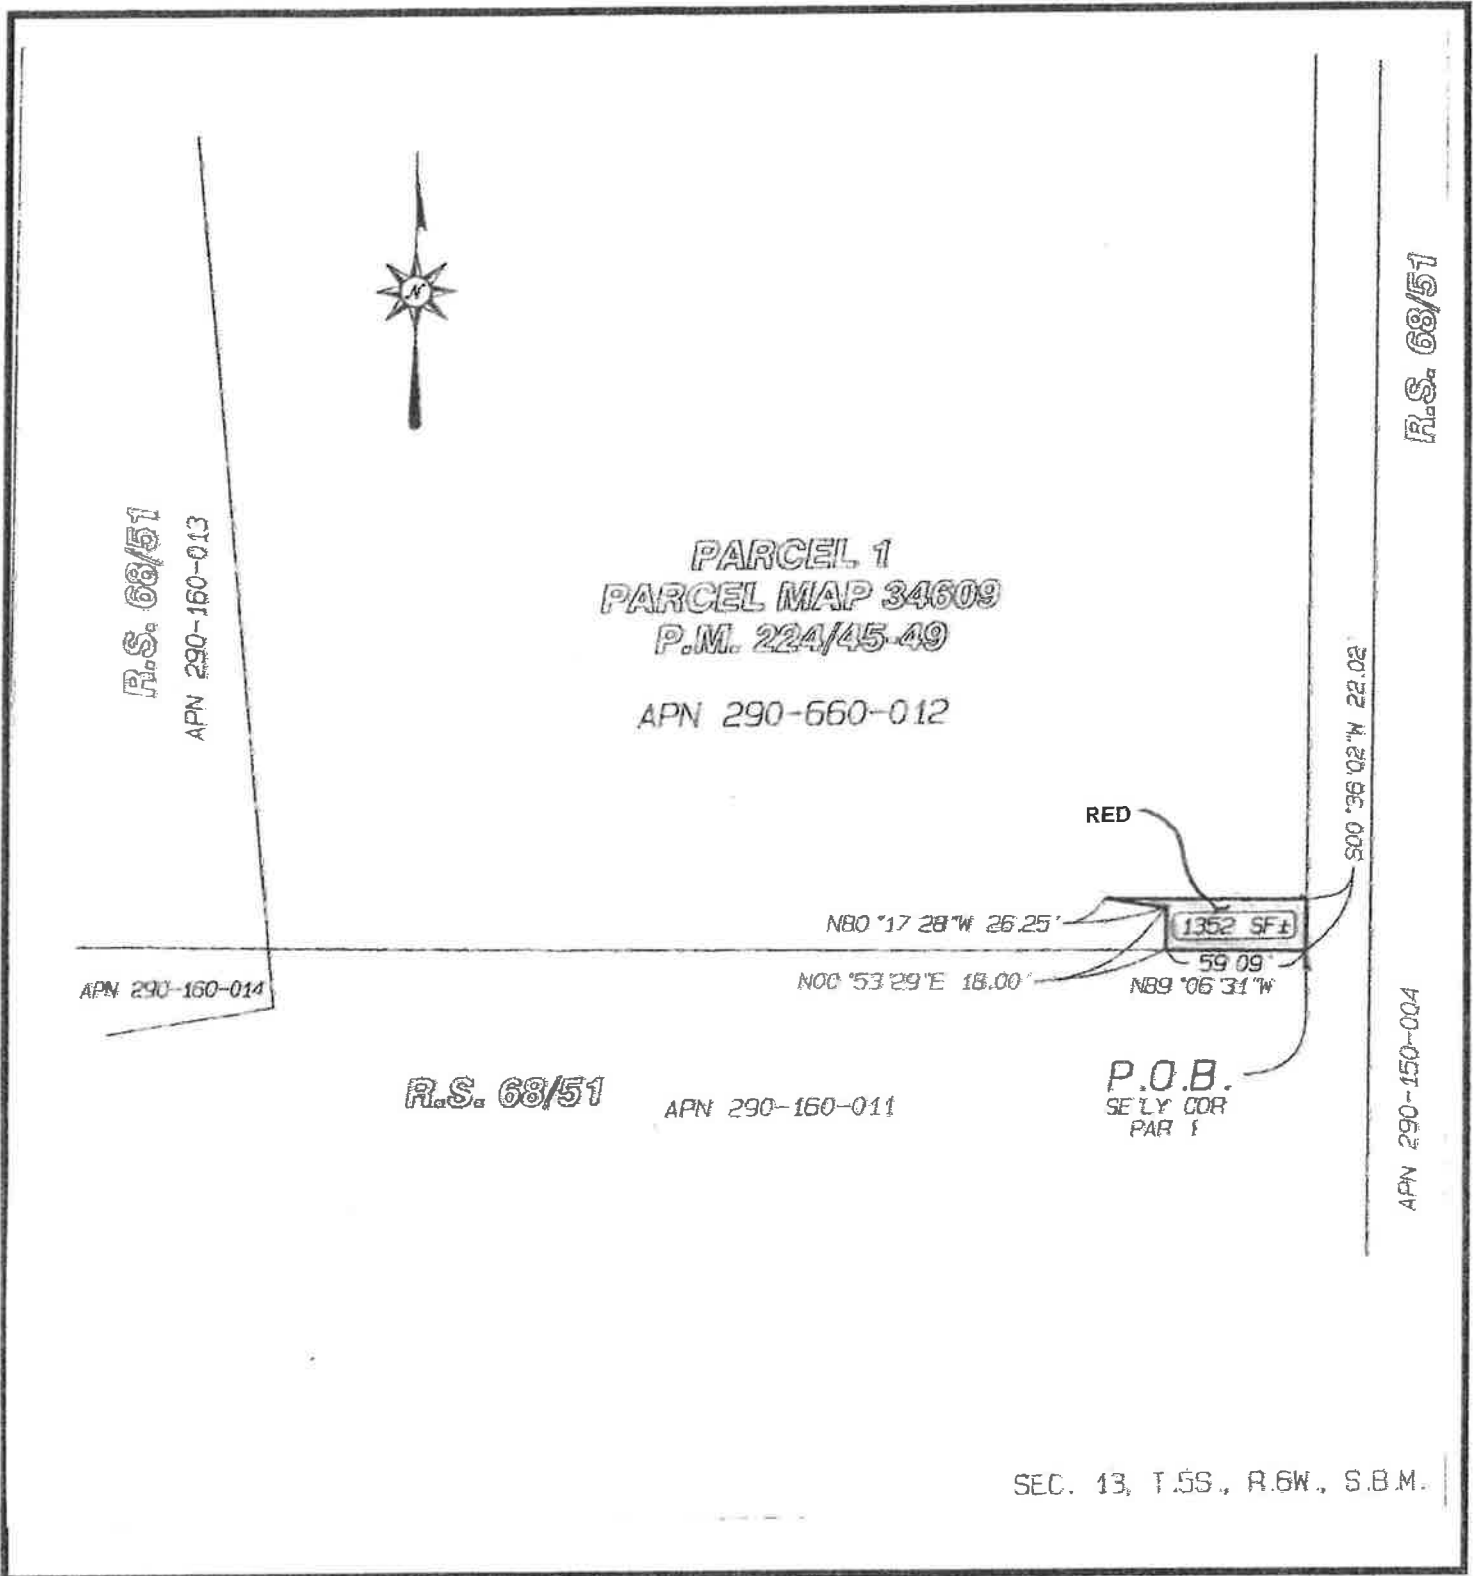 N
R.S. 68/51
R.S. 68/51
APN 290-160-013
PARCEL 1
PARCEL MAP 34609
P.M. 224/45-49
APN 290-660-012
S00°36'02"W 22.02'
RED
N80°17'28"W 26.25'
1352 SF±
59.09'
N89°06'31"W
N00°53'29"E 18.00'
APN 290-160-014
P.O.B.
SE'LY COR
PAR 1
R.S. 68/51
APN 290-160-011
APN 290-150-004
SEC. 13, T.5S., R.6W., S.B.M.